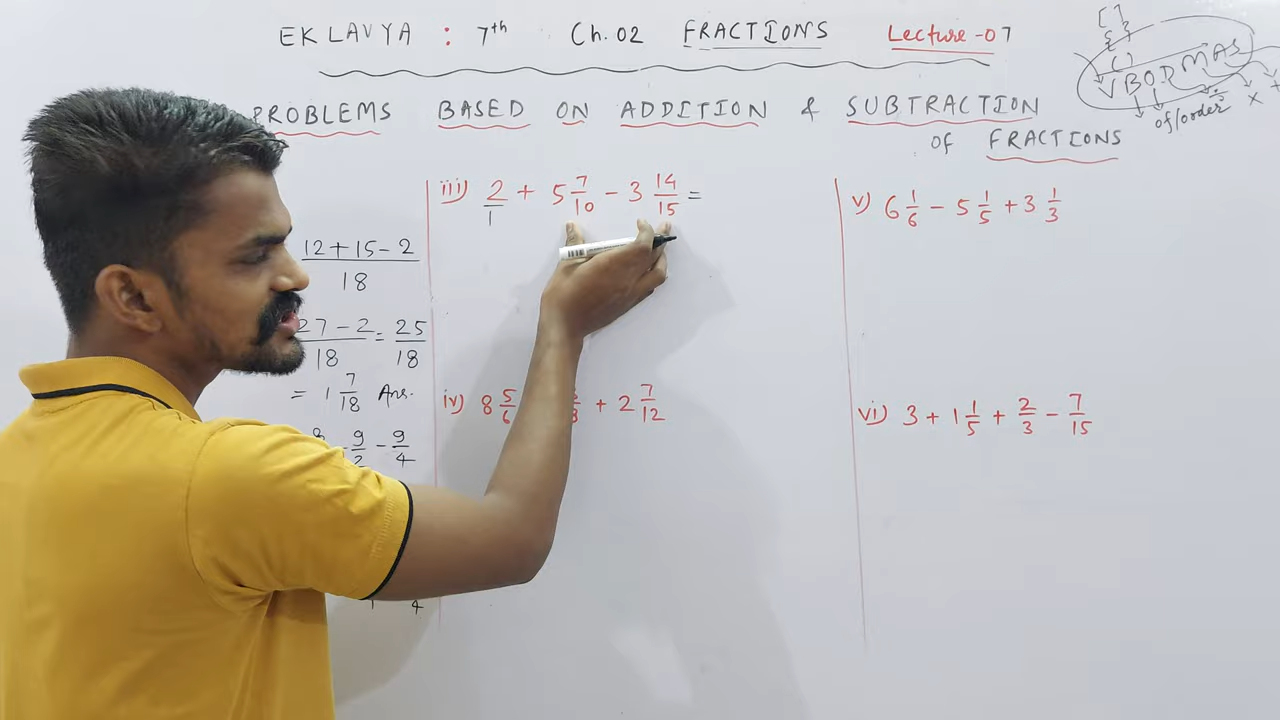 EKLAVYA : 7th Ch. 02 FRACTIONS Lecture - 07
[ ]
{ }
( )
VBODMAS
of/order ÷ × +
PROBLEMS BASED ON ADDITION & SUBTRACTION
OF FRACTIONS
12 + 15 - 2 / 18
27 - 2 / 18 = 25/18
= 1 7/18 Ans.
9/2 - 9/4
4
iii) 2/1 + 5 7/10 - 3 14/15 =
iv) 8 5/6 + 2 7/12
v) 6 1/6 - 5 1/5 + 3 1/3
vi) 3 + 1 1/5 + 2/3 - 7/15